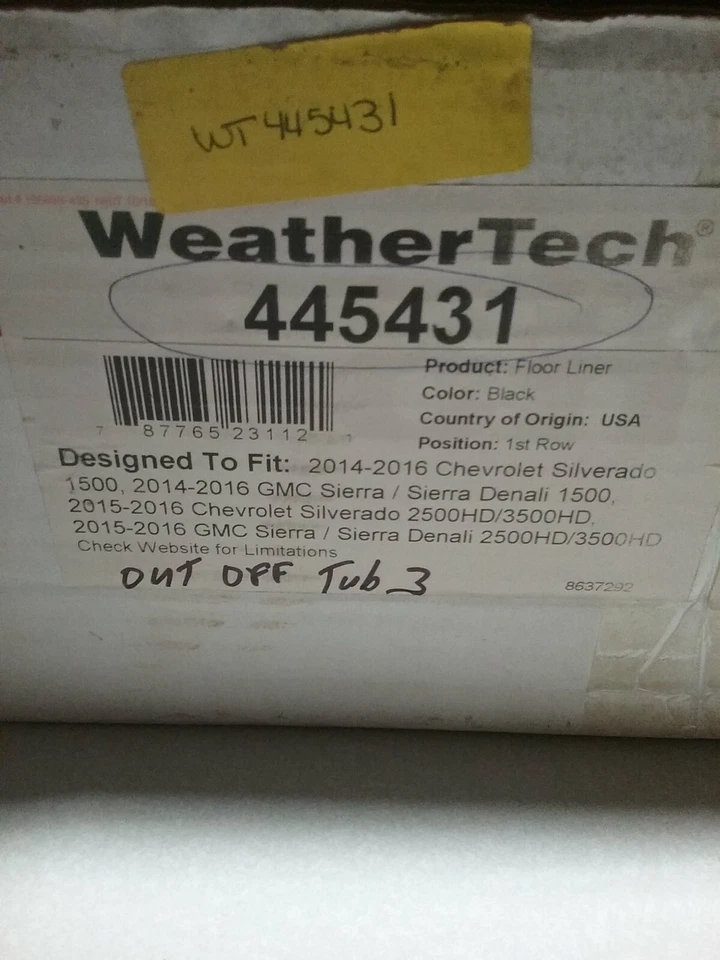 WT445431
WeatherTech®
445431
7 87765 23112 1
Product: Floor Liner
Color: Black
Country of Origin: USA
Position: 1st Row
Designed To Fit: 2014-2016 Chevrolet Silverado
1500, 2014-2016 GMC Sierra / Sierra Denali 1500,
2015-2016 Chevrolet Silverado 2500HD/3500HD,
2015-2016 GMC Sierra / Sierra Denali 2500HD/3500HD
Check Website for Limitations
OUT OFF Tub 3
8637292